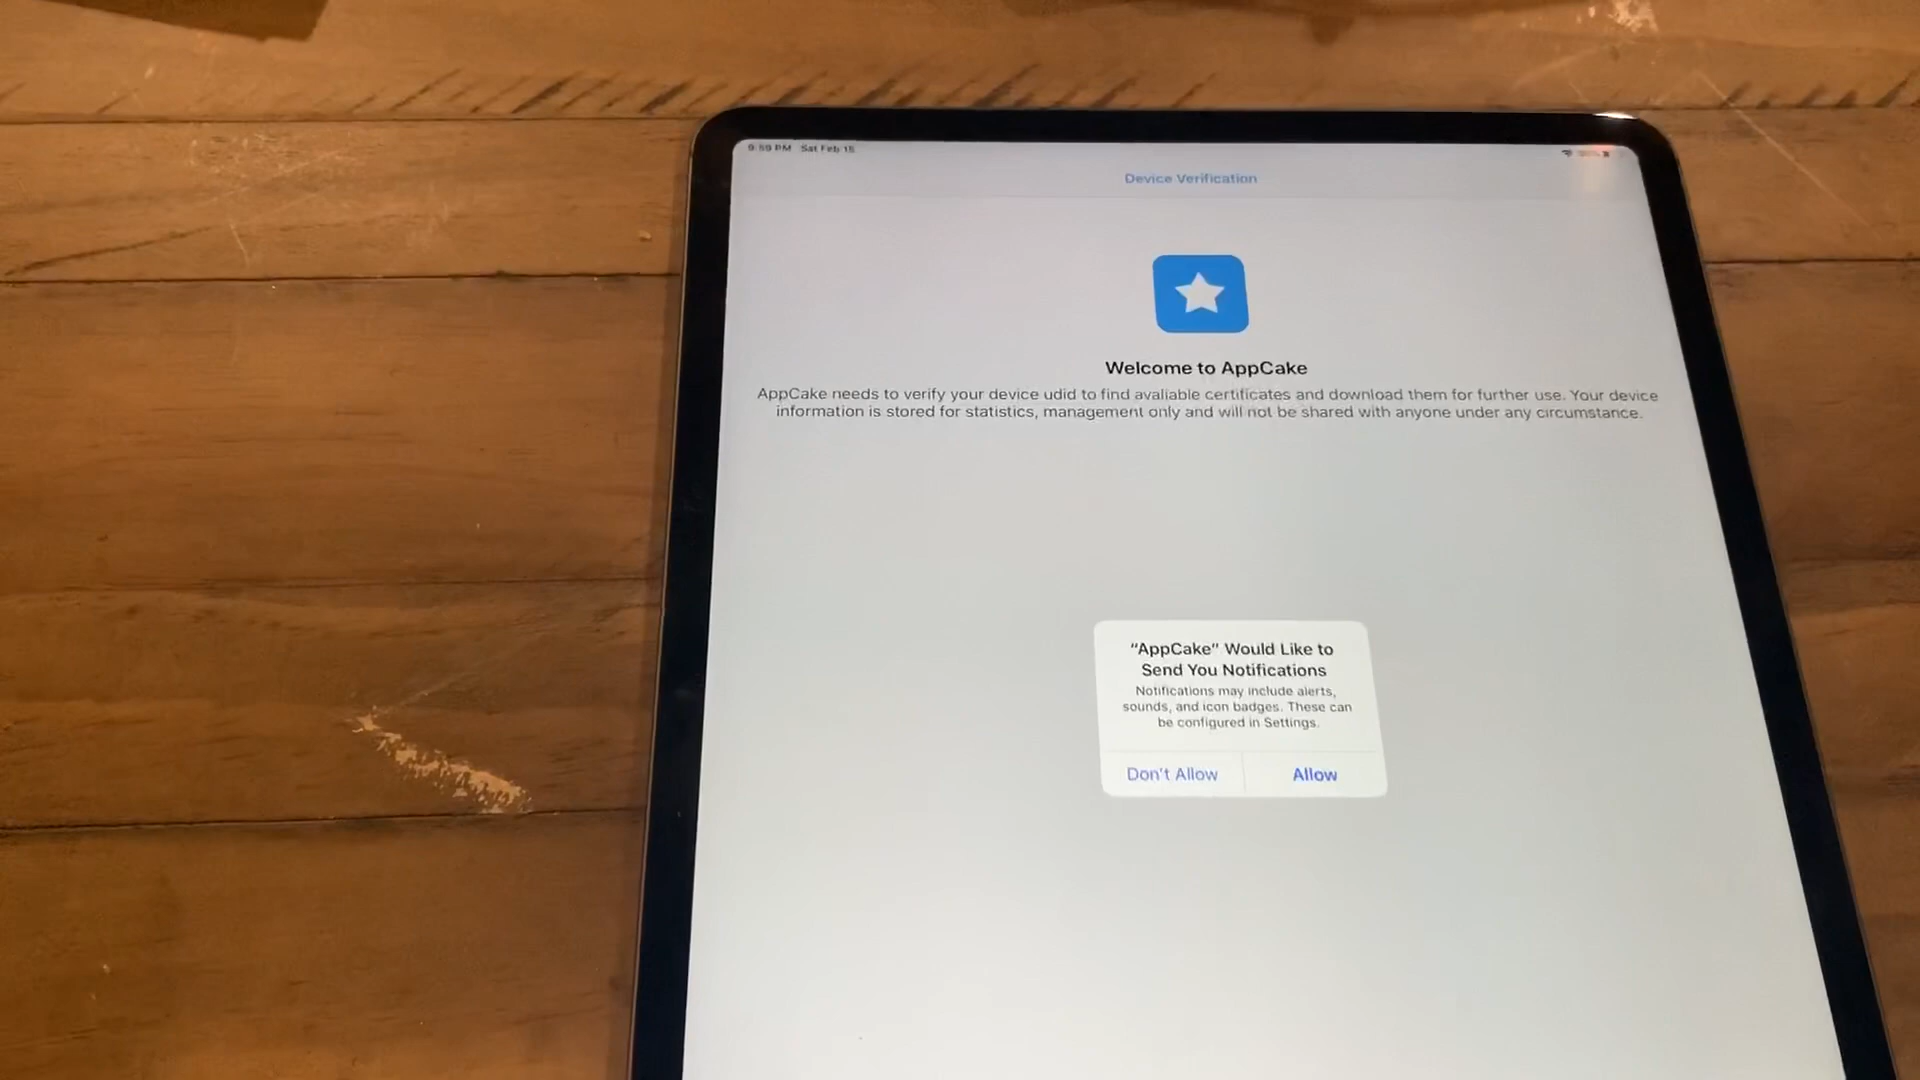 9:59 PM Sat Feb 15
Device Verification
Welcome to AppCake
AppCake needs to verify your device udid to find avaliable certificates and download them for further use. Your device
information is stored for statistics, management only and will not be shared with anyone under any circumstance.
“AppCake” Would Like to
Send You Notifications
Notifications may include alerts,
sounds, and icon badges. These can
be configured in Settings.
Don’t Allow
Allow